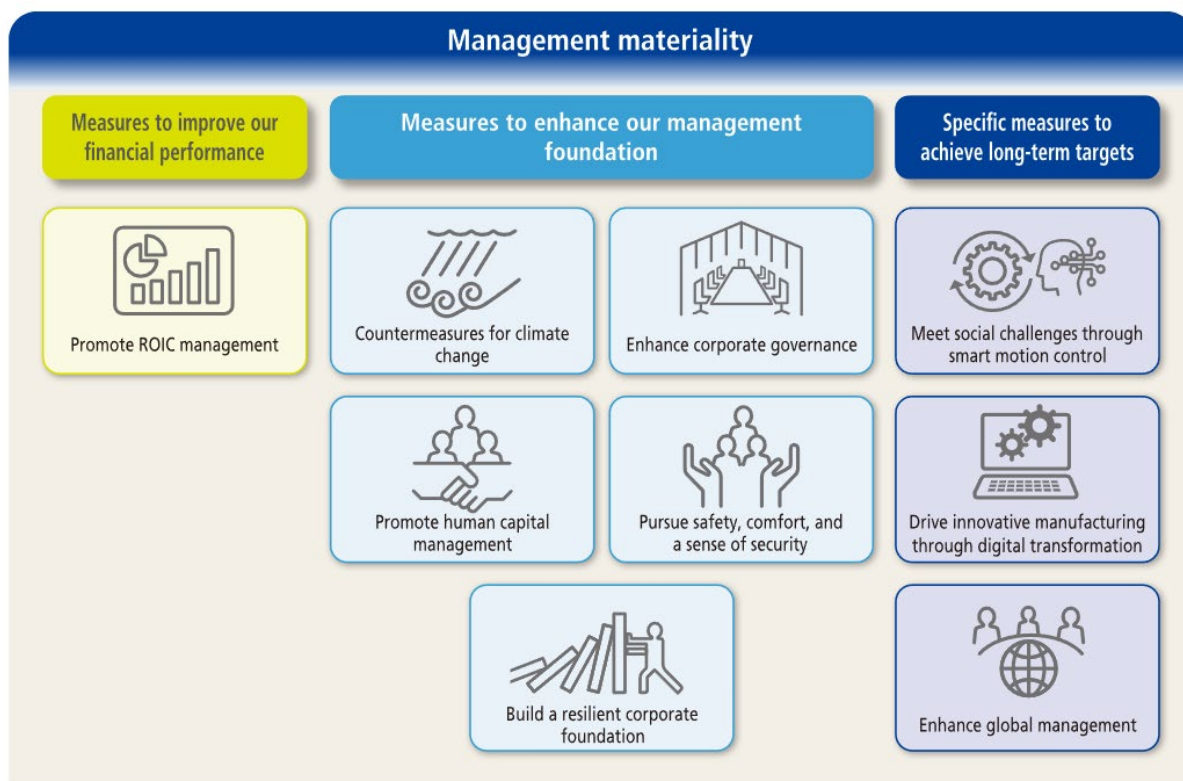 Management materiality
Measures to improve our
financial performance
Measures to enhance our management
foundation
Specific measures to
achieve long-term targets
Promote ROIC management
Countermeasures for climate
change
Enhance corporate governance
Meet social challenges through
smart motion control
Promote human capital
management
Pursue safety, comfort, and
a sense of security
Drive innovative manufacturing
through digital transformation
Build a resilient corporate
foundation
Enhance global management